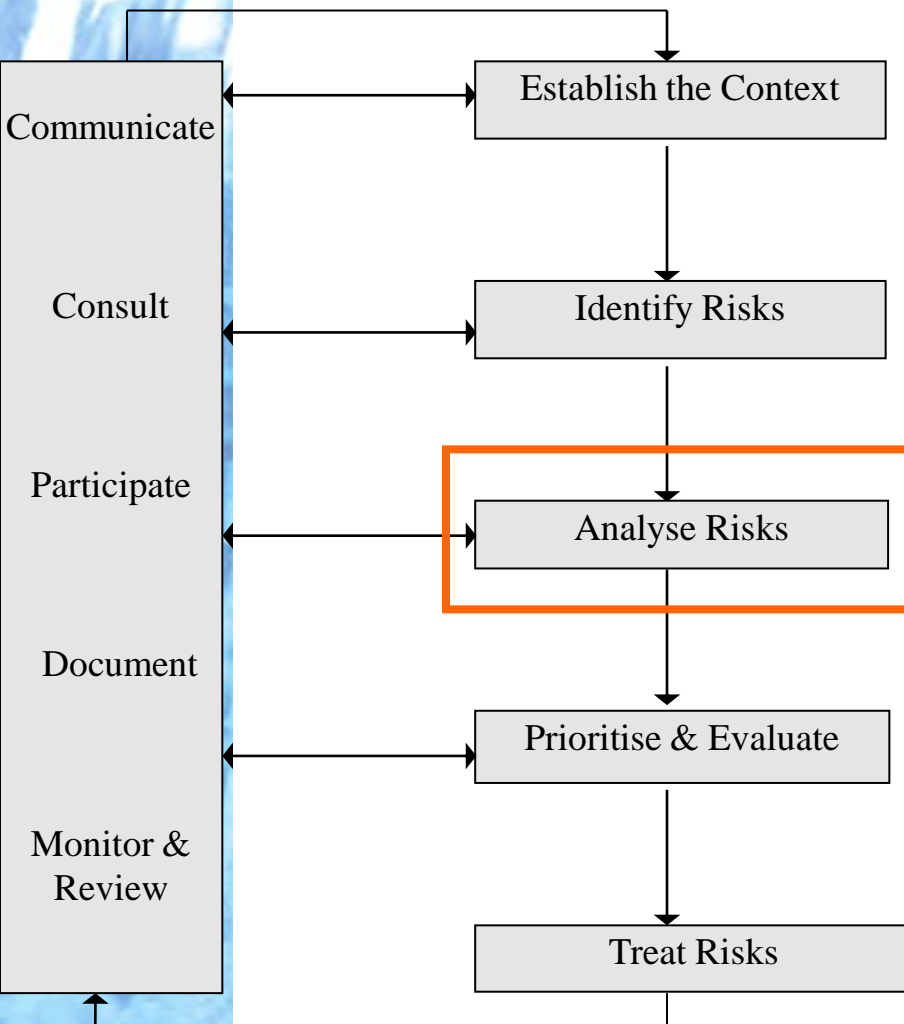 Communicate
Consult
Participate
Document
Monitor &
Review
Establish the Context
Identify Risks
Analyse Risks
Prioritise & Evaluate
Treat Risks